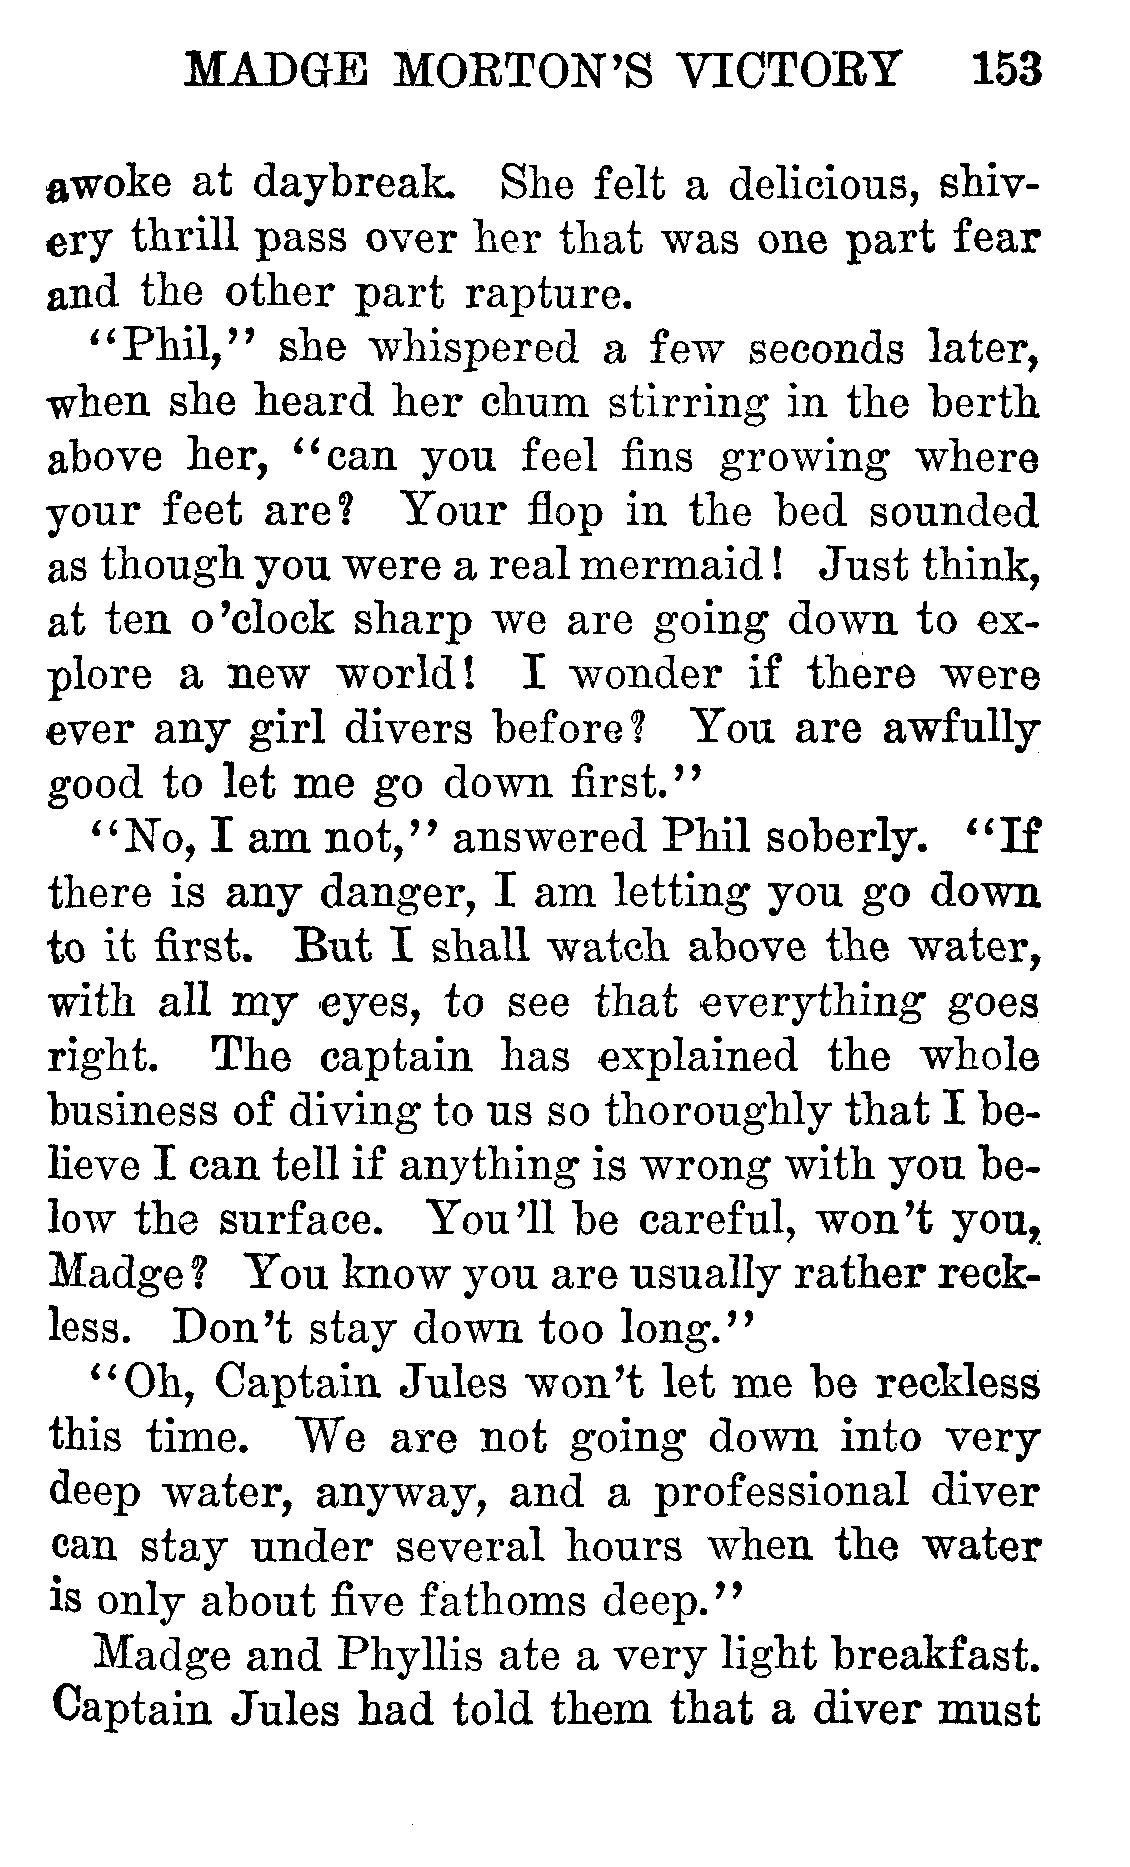 MADGE MORTON'S VICTORY 153
awoke at daybreak. She felt a delicious, shiv-
ery thrill pass over her that was one part fear
and the other part rapture.
"Phil," she whispered a few seconds later,
when she heard her chum stirring in the berth
above her, "can you feel fins growing where
your feet are? Your flop in the bed sounded
as though you were a real mermaid! Just think,
at ten o'clock sharp we are going down to ex-
plore a new world! I wonder if there were
ever any girl divers before? You are awfully
good to let me go down first."
"No, I am not," answered Phil soberly. "If
there is any danger, I am letting you go down
to it first. But I shall watch above the water,
with all my eyes, to see that everything goes
right. The captain has explained the whole
business of diving to us so thoroughly that I be-
lieve I can tell if anything is wrong with you be-
low the surface. You'll be careful, won't you,
Madge? You know you are usually rather reck-
less. Don't stay down too long."
"Oh, Captain Jules won't let me be reckless
this time. We are not going down into very
deep water, anyway, and a professional diver
can stay under several hours when the water
is only about five fathoms deep."
Madge and Phyllis ate a very light breakfast.
Captain Jules had told them that a diver must